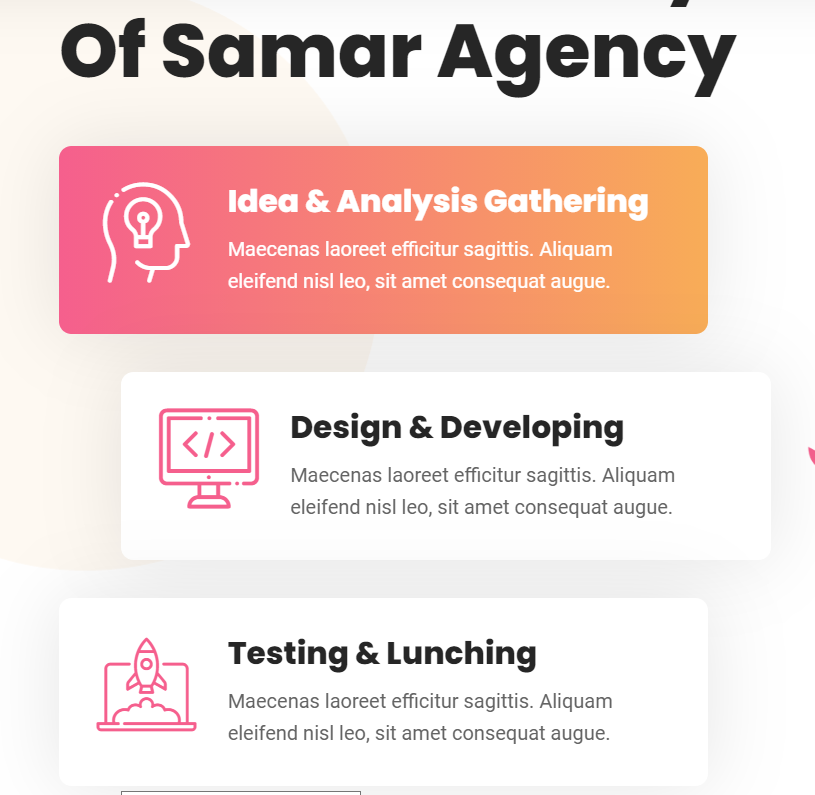 Of Samar Agency
Idea & Analysis Gathering
Maecenas laoreet efficitur sagittis. Aliquam
eleifend nisl leo, sit amet consequat augue.
Design & Developing
Maecenas laoreet efficitur sagittis. Aliquam
eleifend nisl leo, sit amet consequat augue.
Testing & Lunching
Maecenas laoreet efficitur sagittis. Aliquam
eleifend nisl leo, sit amet consequat augue.